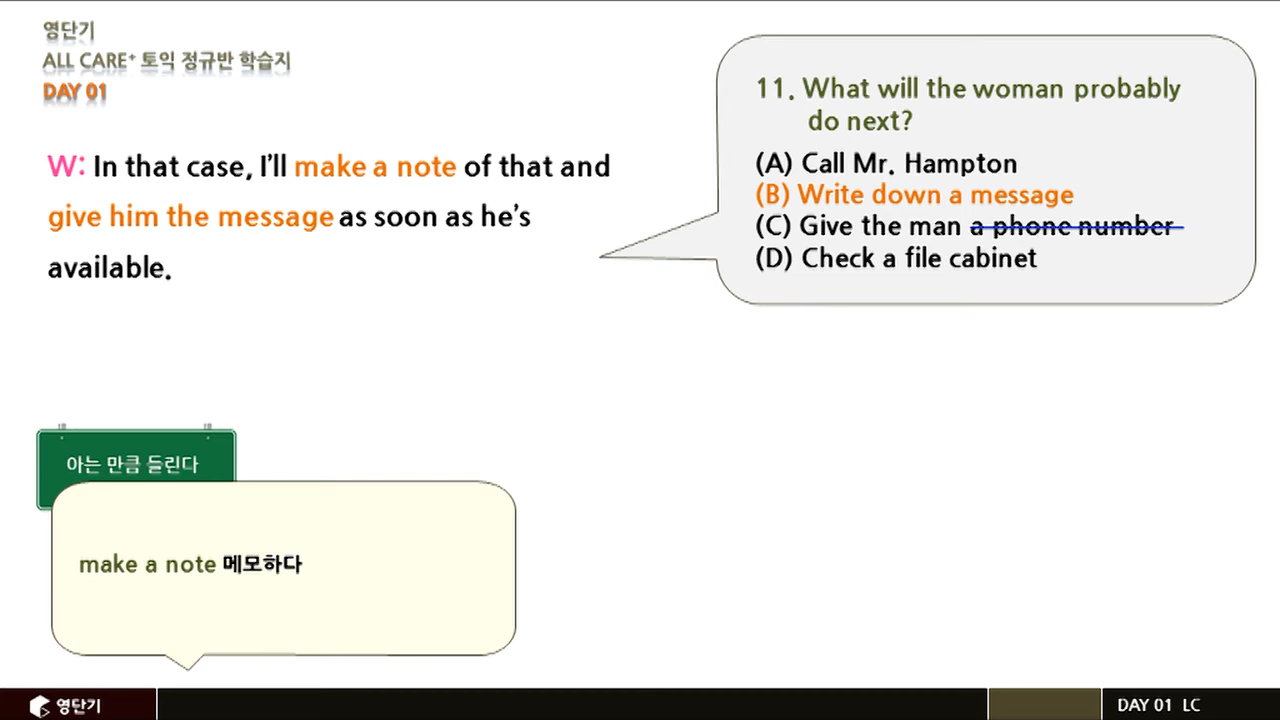 영단기
ALL CARE+ 토익 정규반 학습지
DAY 01
W: In that case, I'll make a note of that and
give him the message as soon as he's
available.
11. What will the woman probably
do next?
(A) Call Mr. Hampton
(B) Write down a message
(C) Give the man a phone number
(D) Check a file cabinet
아는 만큼 들린다
make a note 메모하다
영단기
DAY 01 LC